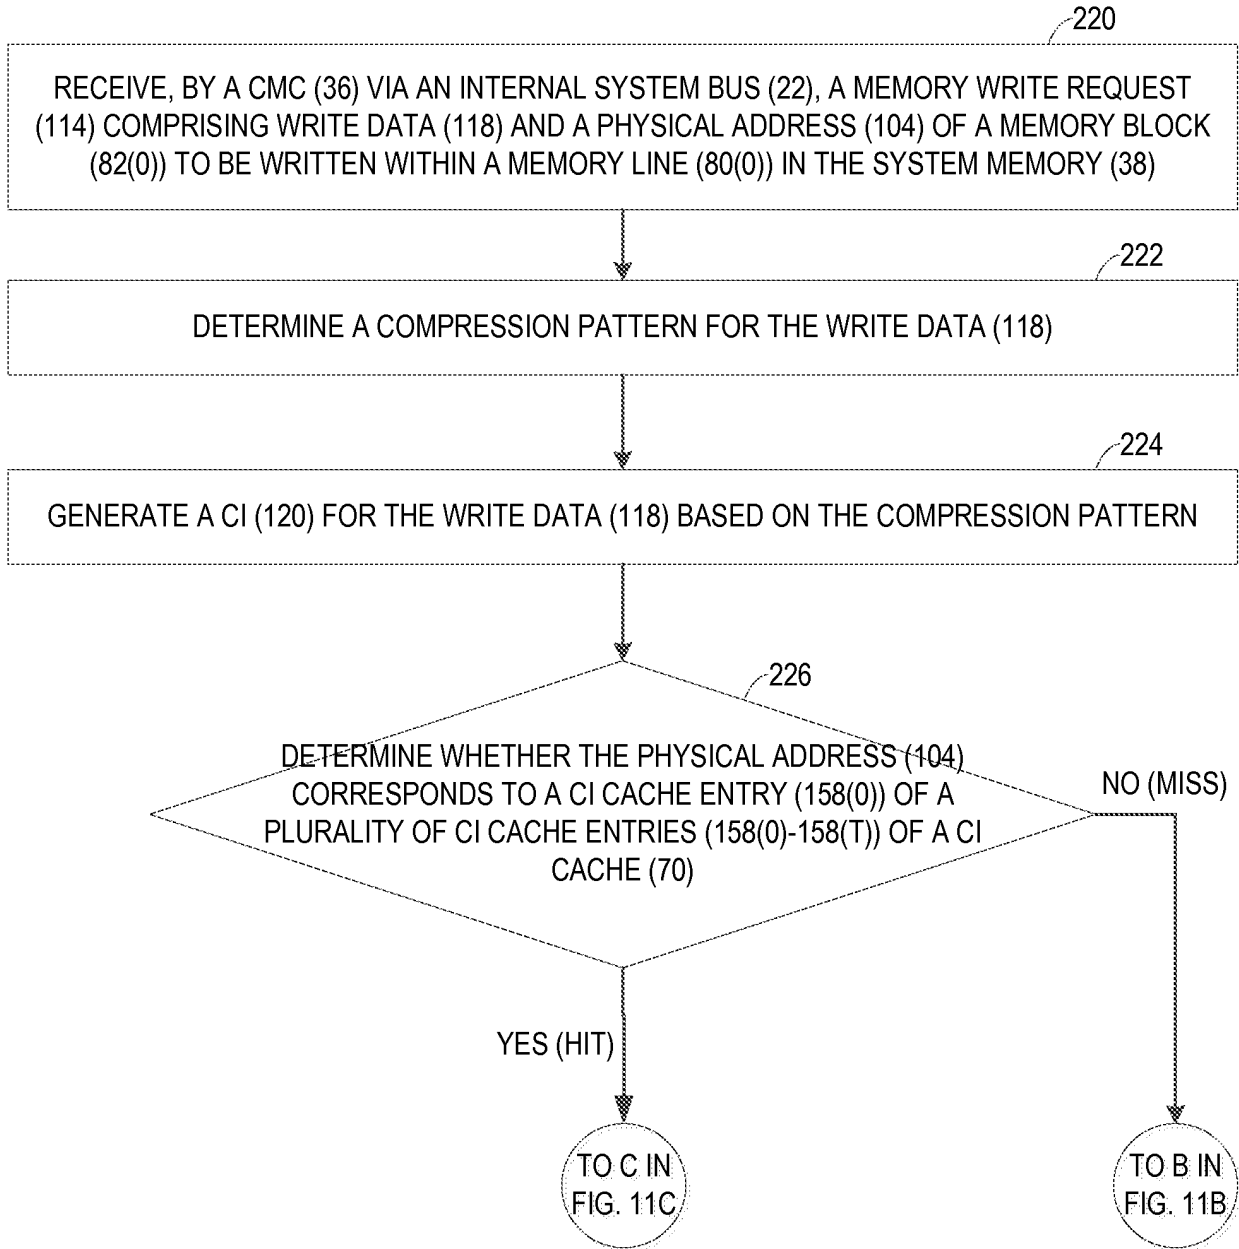 220
RECEIVE, BY A CMC (36) VIA AN INTERNAL SYSTEM BUS (22), A MEMORY WRITE REQUEST
(114) COMPRISING WRITE DATA (118) AND A PHYSICAL ADDRESS (104) OF A MEMORY BLOCK
(82(0)) TO BE WRITTEN WITHIN A MEMORY LINE (80(0)) IN THE SYSTEM MEMORY (38)
222
DETERMINE A COMPRESSION PATTERN FOR THE WRITE DATA (118)
224
GENERATE A CI (120) FOR THE WRITE DATA (118) BASED ON THE COMPRESSION PATTERN
226
DETERMINE WHETHER THE PHYSICAL ADDRESS (104)
CORRESPONDS TO A CI CACHE ENTRY (158(0)) OF A
PLURALITY OF CI CACHE ENTRIES (158(0)-158(T)) OF A CI
CACHE (70)
NO (MISS)
YES (HIT)
TO C IN
FIG. 11C
TO B IN
FIG. 11B